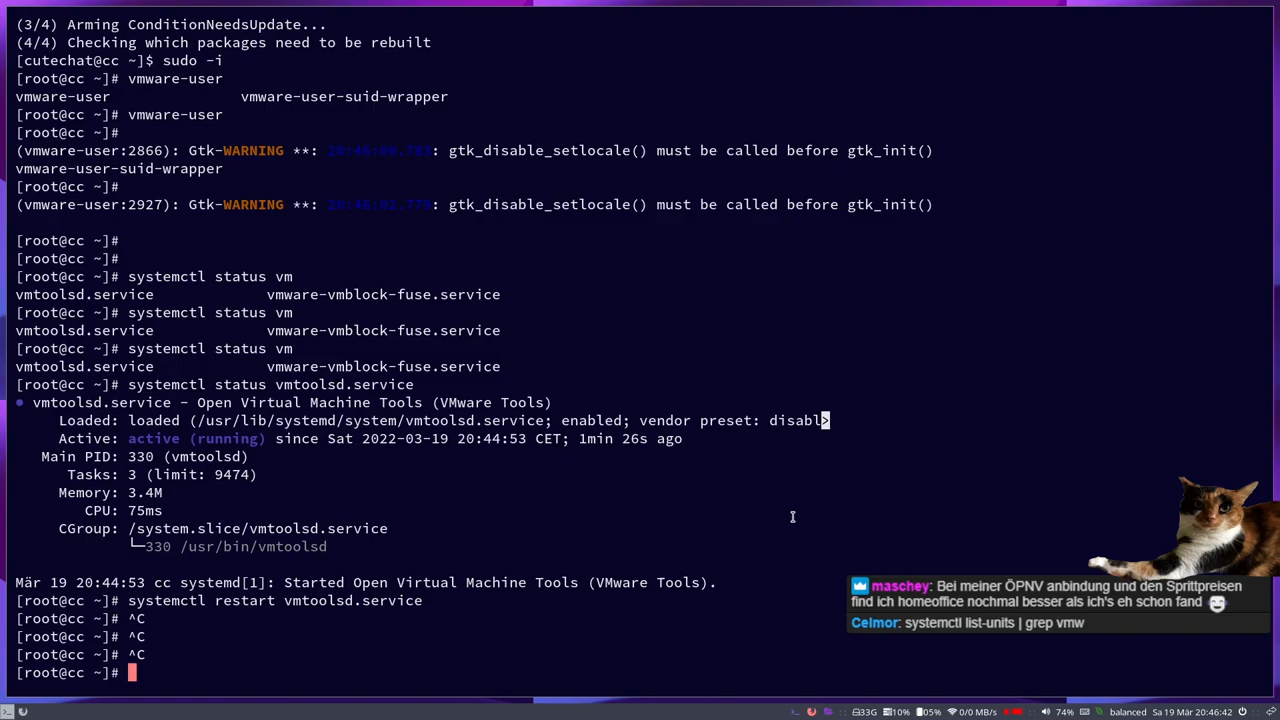 (3/4) Arming ConditionNeedsUpdate...
(4/4) Checking which packages need to be rebuilt
[cutechat@cc ~]$ sudo -i
[root@cc ~]# vmware-user
vmware-user vmware-user-suid-wrapper
[root@cc ~]# vmware-user
[root@cc ~]#
(vmware-user:2866): Gtk-WARNING **: : gtk_disable_setlocale() must be called before gtk_init()
vmware-user-suid-wrapper
[root@cc ~]#
(vmware-user:2927): Gtk-WARNING **: : gtk_disable_setlocale() must be called before gtk_init()
[root@cc ~]#
[root@cc ~]#
[root@cc ~]# systemctl status vm
vmtoolsd.service vmware-vmblock-fuse.service
[root@cc ~]# systemctl status vm
vmtoolsd.service vmware-vmblock-fuse.service
[root@cc ~]# systemctl status vm
vmtoolsd.service vmware-vmblock-fuse.service
[root@cc ~]# systemctl status vmtoolsd.service
● vmtoolsd.service - Open Virtual Machine Tools (VMware Tools)
Loaded: loaded (/usr/lib/systemd/system/vmtoolsd.service; enabled; vendor preset: disabl>
Active: active (running) since Sat 2022-03-19 20:44:53 CET; 1min 26s ago
Main PID: 330 (vmtoolsd)
Tasks: 3 (limit: 9474)
Memory: 3.4M
CPU: 75ms
CGroup: /system.slice/vmtoolsd.service
└─330 /usr/bin/vmtoolsd
Mär 19 20:44:53 cc systemd[1]: Started Open Virtual Machine Tools (VMware Tools).
[root@cc ~]# systemctl restart vmtoolsd.service
[root@cc ~]# ^C
[root@cc ~]# ^C
[root@cc ~]# ^C
[root@cc ~]#
maschey: Bei meiner ÖPNV anbindung und den Sprittpreisen
find ich homeoffice nochmal besser als ich's eh schon fand
Celmor: systemctl list-units | grep vmw
33G 10% 05% 0/0 MB/s 74% balanced Sa 19 Mär 20:46:42